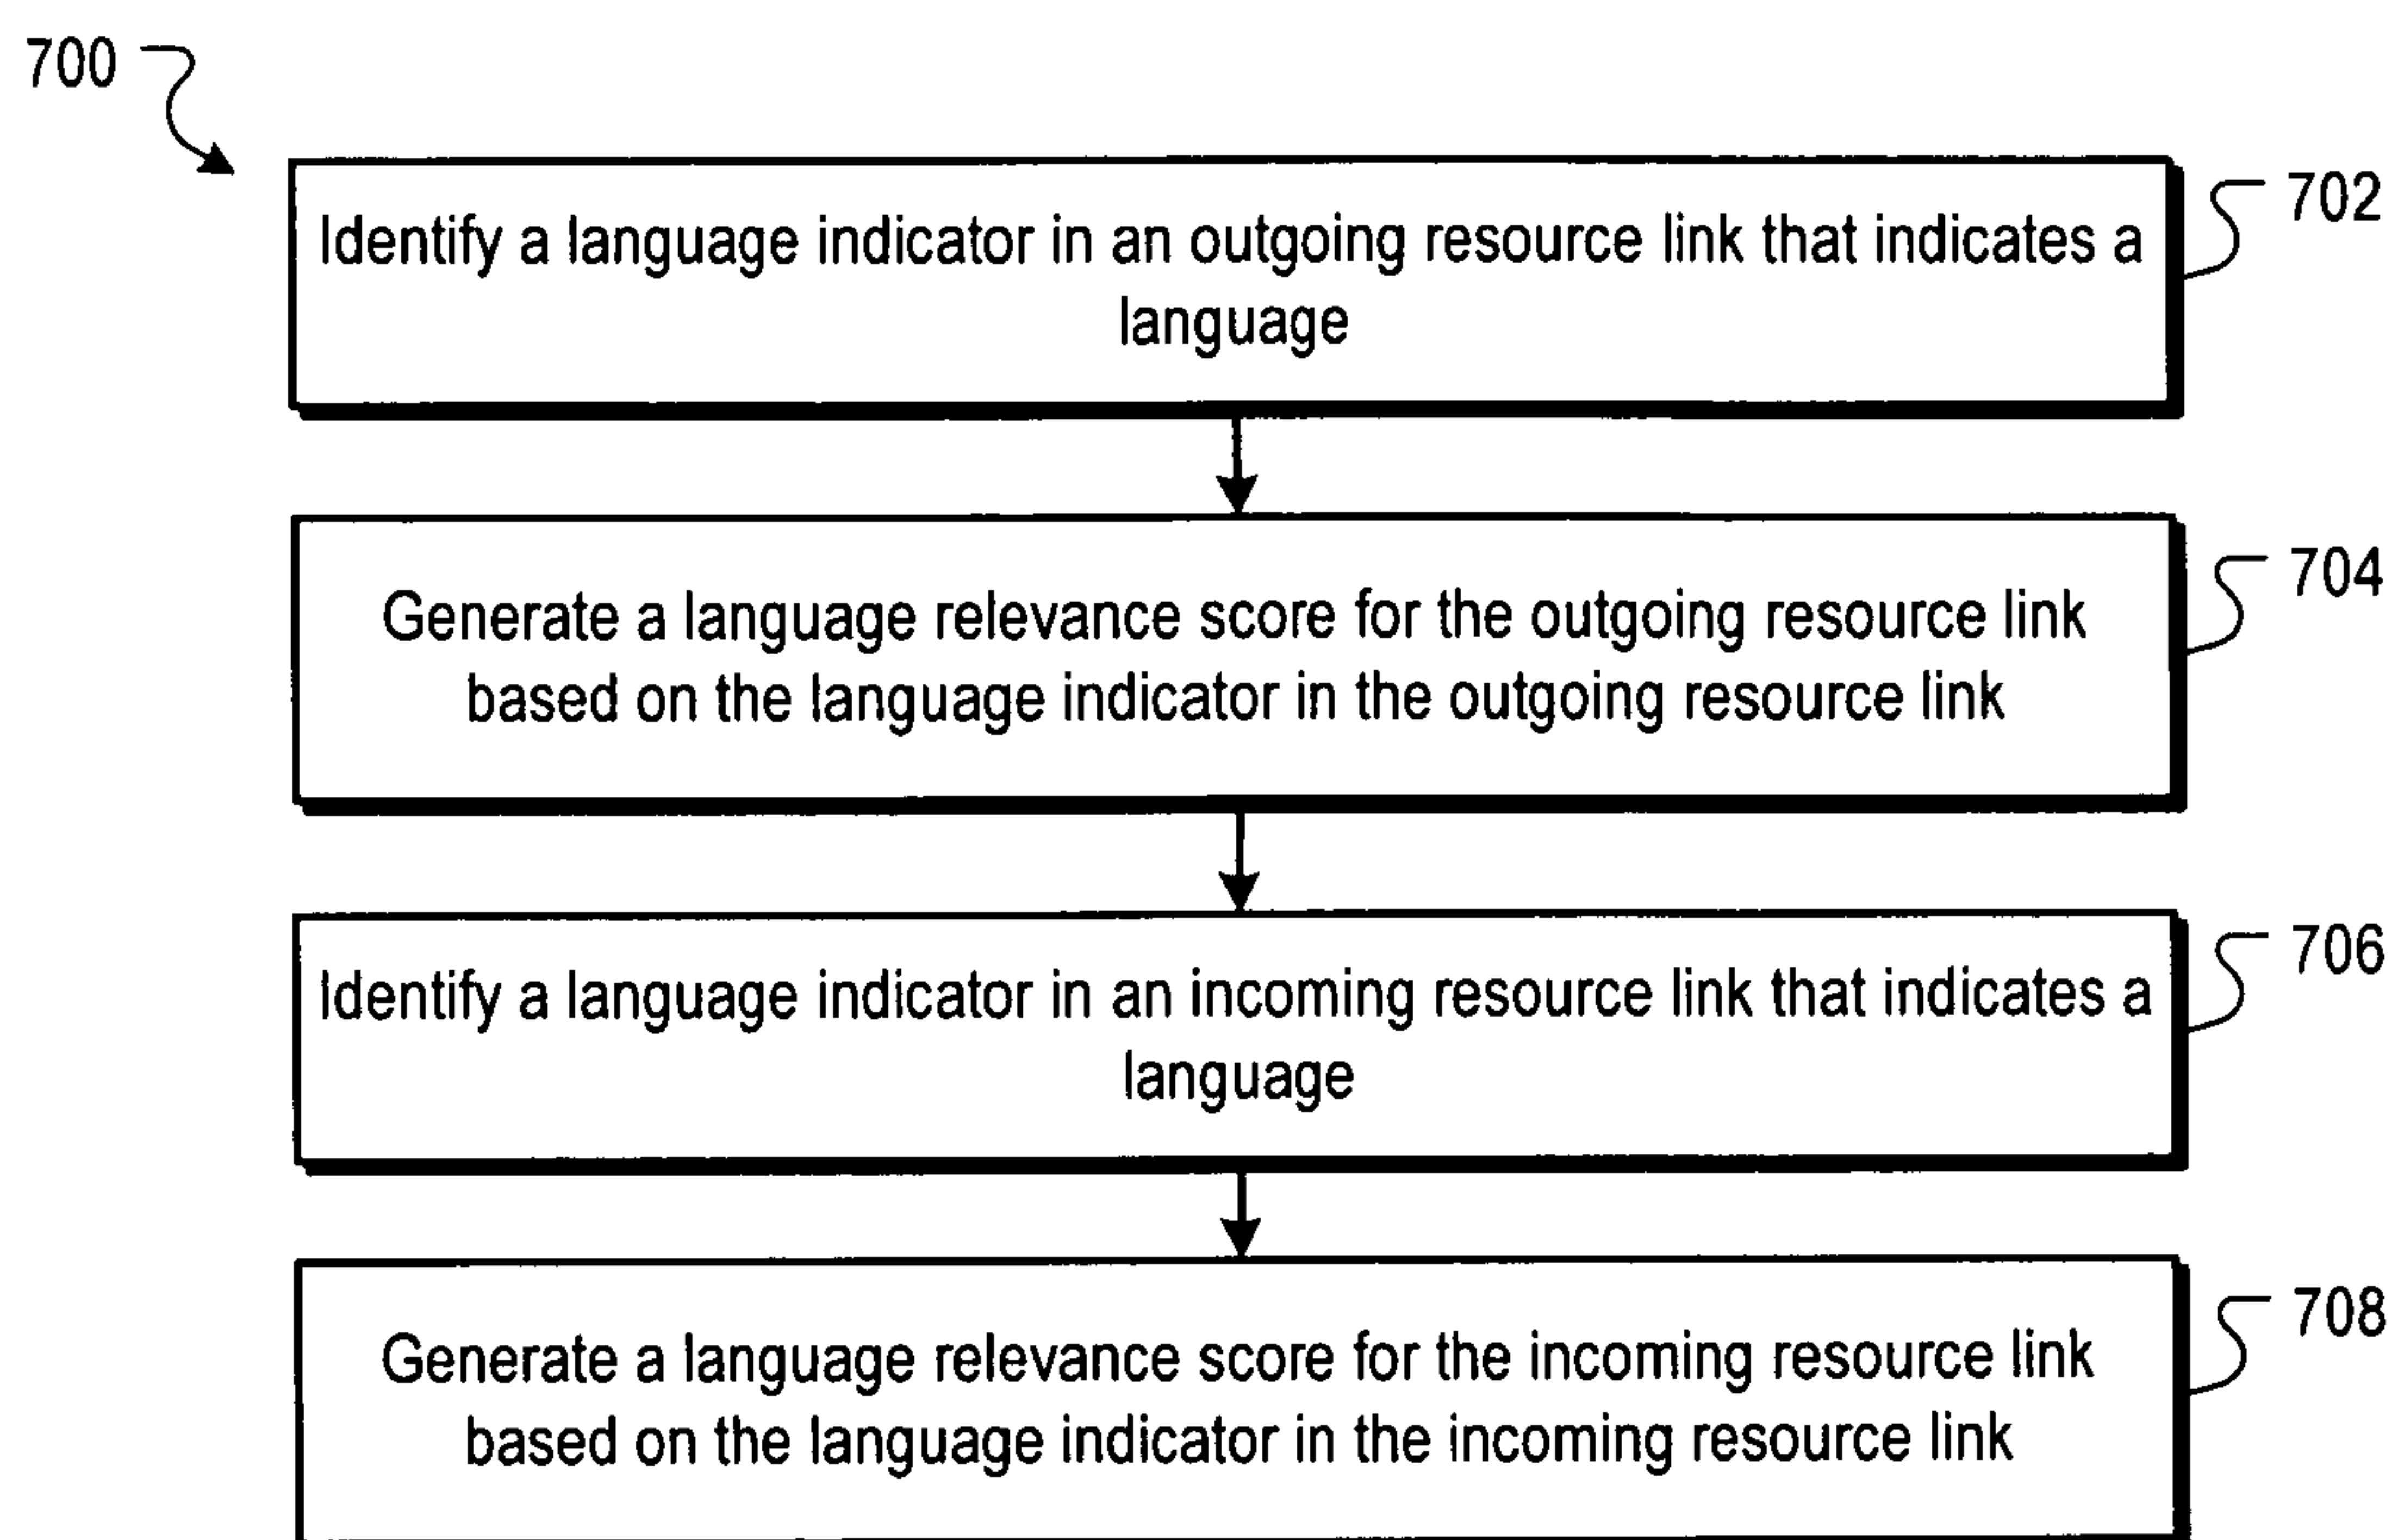 700
702
Identify a language indicator in an outgoing resource link that indicates a
language
704
Generate a language relevance score for the outgoing resource link
based on the language indicator in the outgoing resource link
706
Identify a language indicator in an incoming resource link that indicates a
language
708
Generate a language relevance score for the incoming resource link
based on the language indicator in the incoming resource link